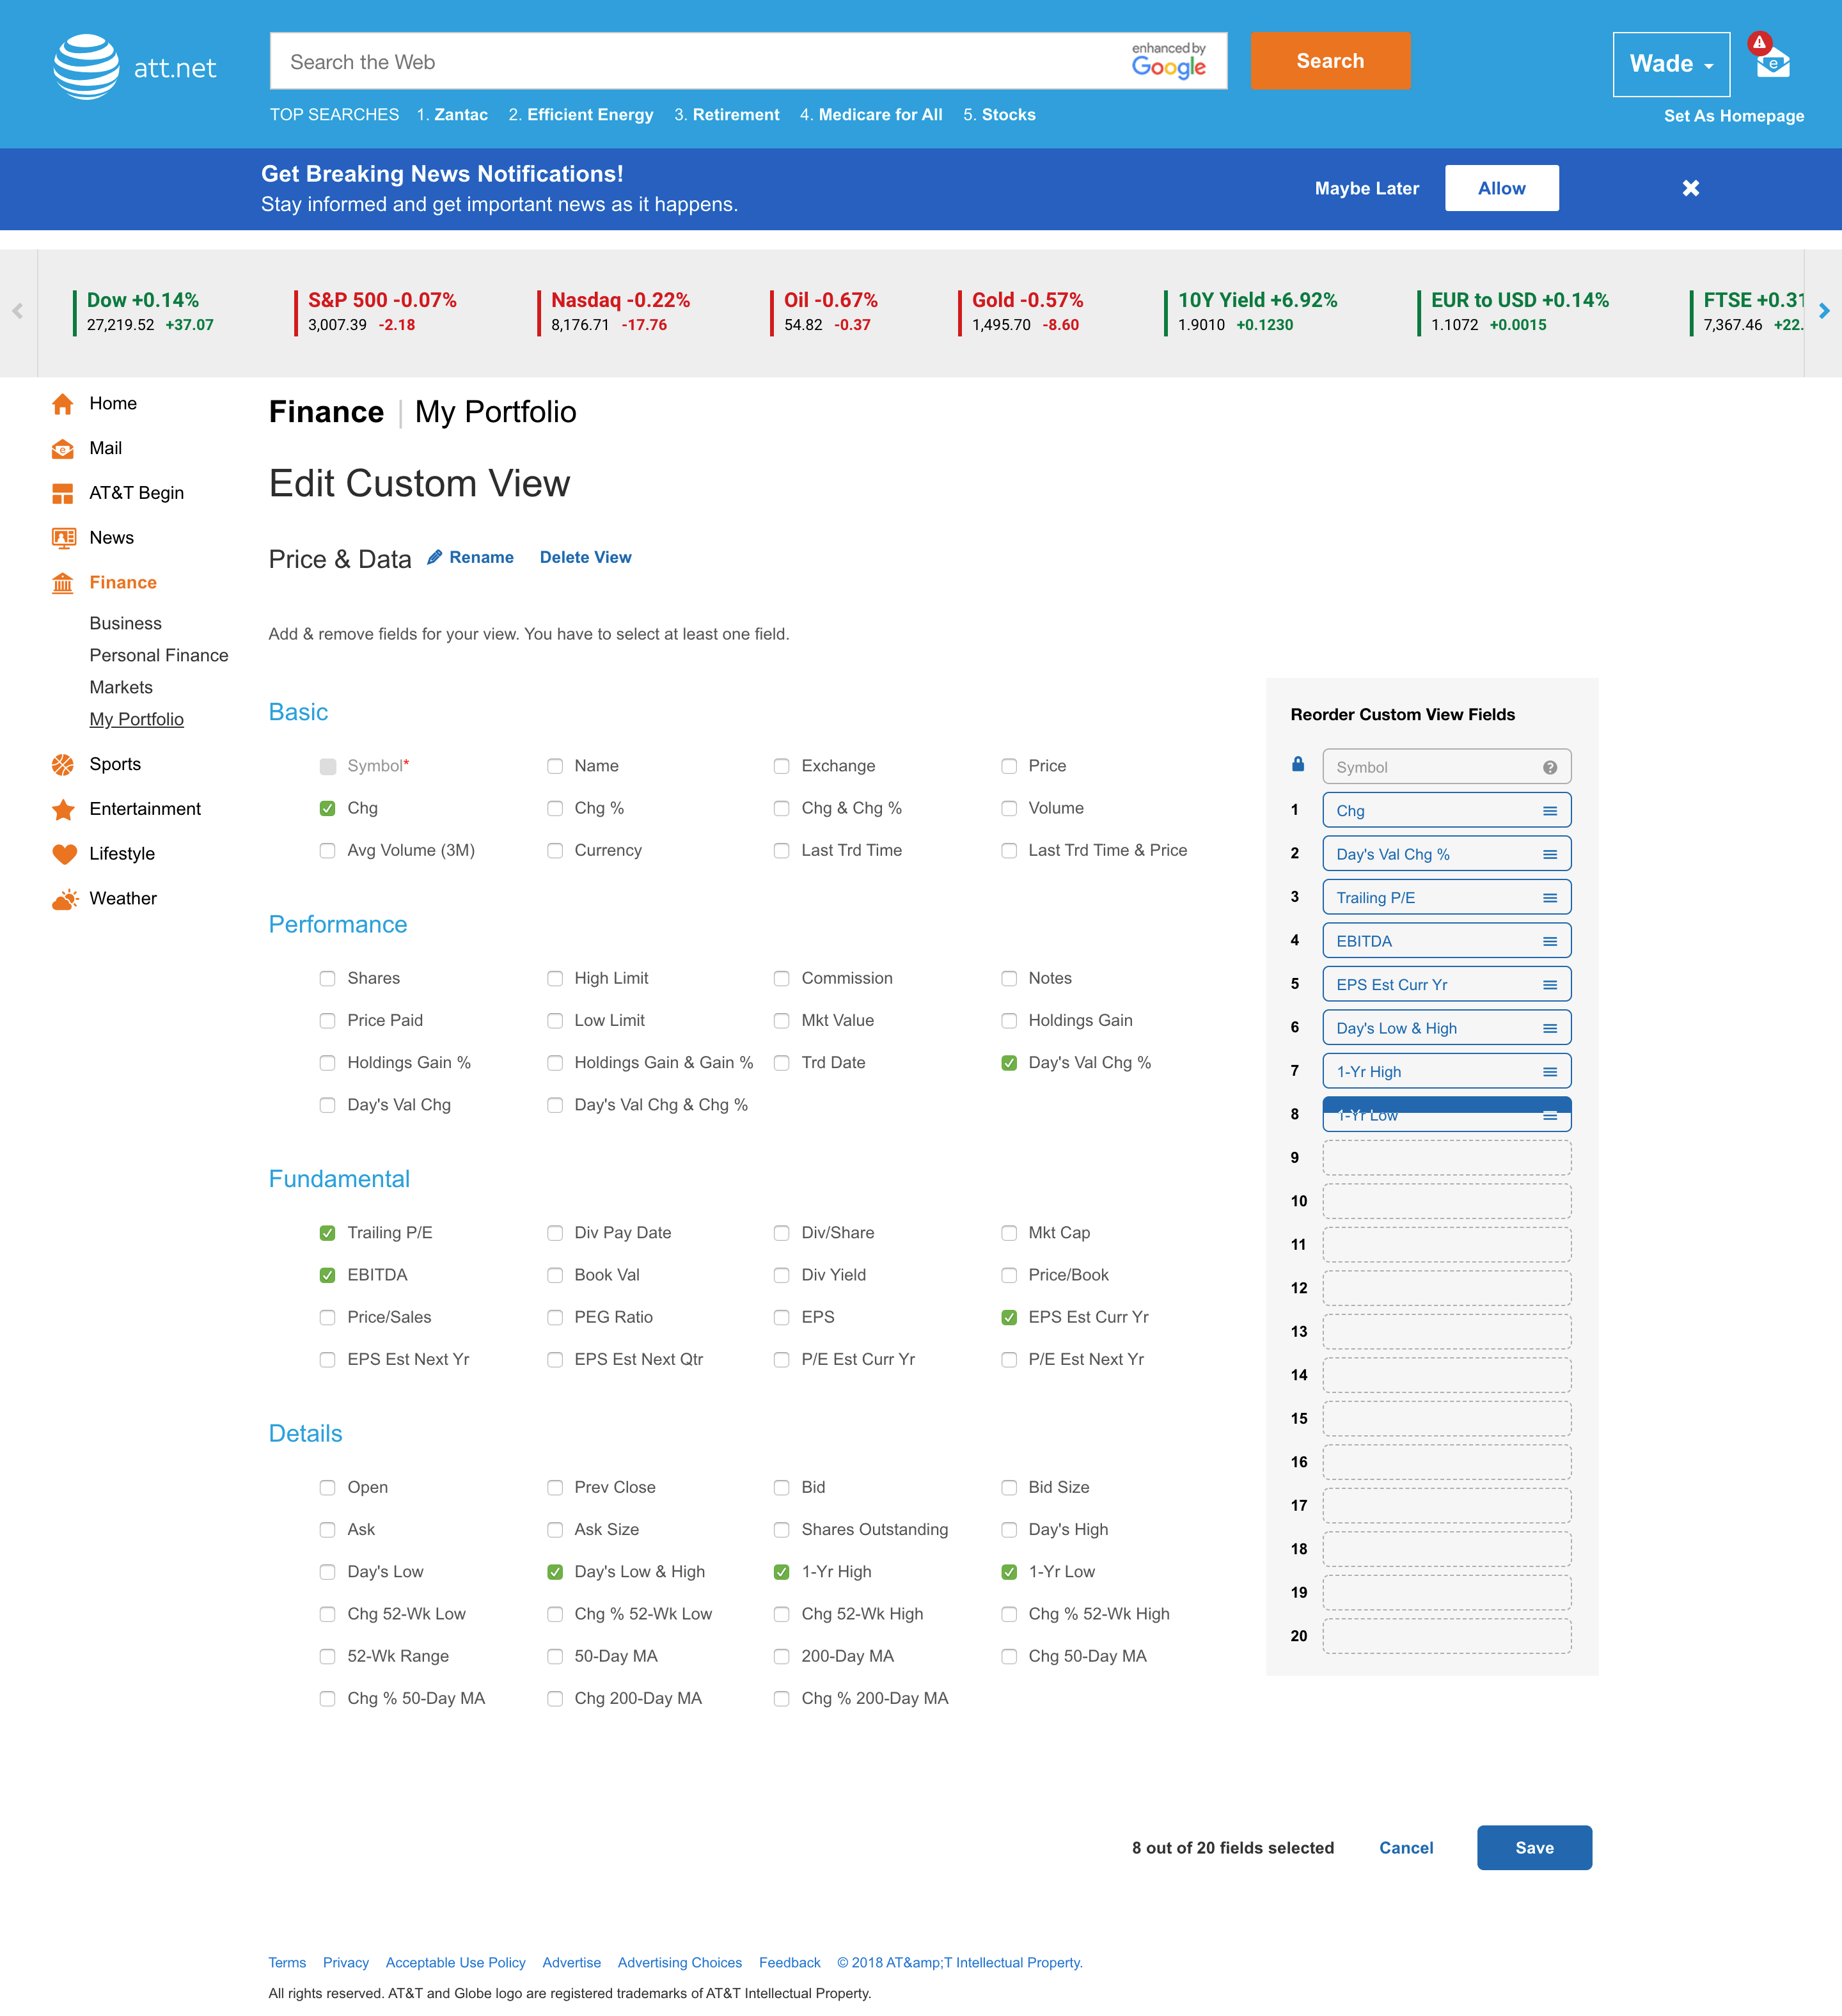 att.net
Search the Web
enhanced by
Google
Search
Wade
TOP SEARCHES 1. Zantac 2. Efficient Energy 3. Retirement 4. Medicare for All 5. Stocks
Set As Homepage
Get Breaking News Notifications!
Stay informed and get important news as it happens.
Maybe Later
Allow
Dow +0.14%
27,219.52 +37.07
S&P 500 -0.07%
3,007.39 -2.18
Nasdaq -0.22%
8,176.71 -17.76
Oil -0.67%
54.82 -0.37
Gold -0.57%
1,495.70 -8.60
10Y Yield +6.92%
1.9010 +0.1230
EUR to USD +0.14%
1.1072 +0.0015
FTSE +0.31
7,367.46 +22.
Home
Mail
AT&T Begin
News
Finance
Business
Personal Finance
Markets
My Portfolio
Sports
Entertainment
Lifestyle
Weather
Finance | My Portfolio
Edit Custom View
Price & Data Rename Delete View
Add & remove fields for your view. You have to select at least one field.
Basic
Symbol* Name Exchange Price
Chg Chg % Chg & Chg % Volume
Avg Volume (3M) Currency Last Trd Time Last Trd Time & Price
Performance
Shares High Limit Commission Notes
Price Paid Low Limit Mkt Value Holdings Gain
Holdings Gain % Holdings Gain & Gain % Trd Date Day's Val Chg %
Day's Val Chg Day's Val Chg & Chg %
Fundamental
Trailing P/E Div Pay Date Div/Share Mkt Cap
EBITDA Book Val Div Yield Price/Book
Price/Sales PEG Ratio EPS EPS Est Curr Yr
EPS Est Next Yr EPS Est Next Qtr P/E Est Curr Yr P/E Est Next Yr
Details
Open Prev Close Bid Bid Size
Ask Ask Size Shares Outstanding Day's High
Day's Low Day's Low & High 1-Yr High 1-Yr Low
Chg 52-Wk Low Chg % 52-Wk Low Chg 52-Wk High Chg % 52-Wk High
52-Wk Range 50-Day MA 200-Day MA Chg 50-Day MA
Chg % 50-Day MA Chg 200-Day MA Chg % 200-Day MA
Reorder Custom View Fields
Symbol ?
1 Chg
2 Day's Val Chg %
3 Trailing P/E
4 EBITDA
5 EPS Est Curr Yr
6 Day's Low & High
7 1-Yr High
8 1-Yr Low
9
10
11
12
13
14
15
16
17
18
19
20
8 out of 20 fields selected Cancel Save
Terms Privacy Acceptable Use Policy Advertise Advertising Choices Feedback © 2018 AT&amp;T Intellectual Property.
All rights reserved. AT&T and Globe logo are registered trademarks of AT&T Intellectual Property.